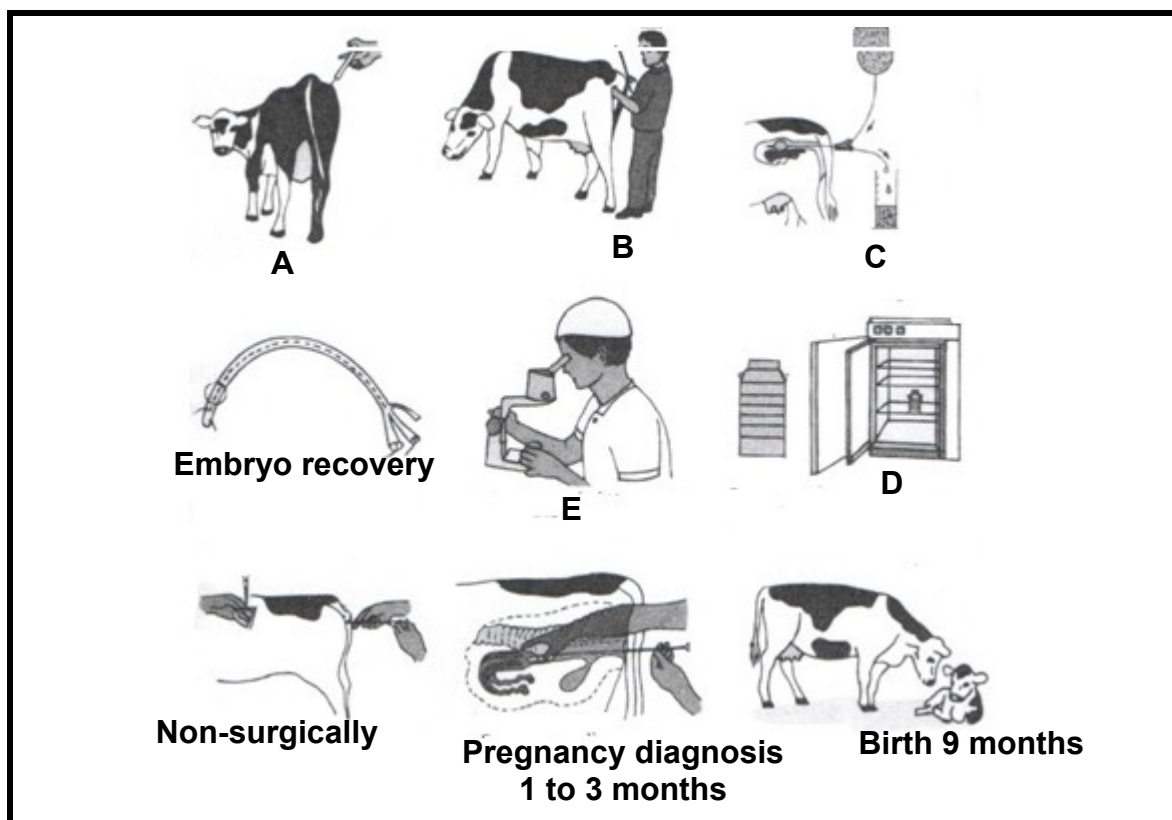 A
B
C
Embryo recovery
E
D
Non-surgically
Pregnancy diagnosis
1 to 3 months
Birth 9 months